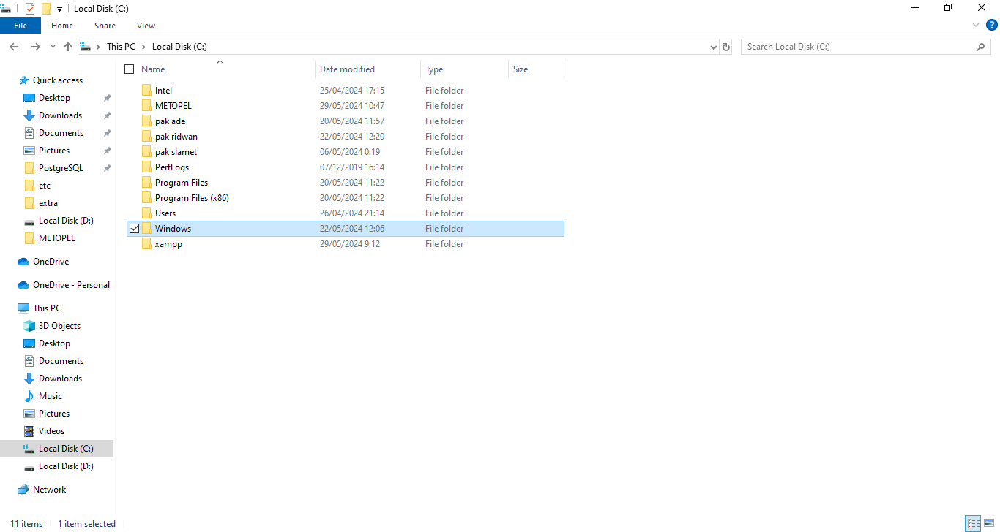 Local Disk (C:)
File Home Share View
This PC Local Disk (C:) Search Local Disk (C:)
Name Date modified Type Size
Intel 25/04/2024 17:15 File folder
METOPEL 29/05/2024 10:47 File folder
pak ade 20/05/2024 11:57 File folder
pak ridwan 22/05/2024 12:20 File folder
pak slamet 06/05/2024 0:19 File folder
PerfLogs 07/12/2019 16:14 File folder
Program Files 20/05/2024 11:22 File folder
Program Files (x86) 20/05/2024 11:22 File folder
Users 26/04/2024 21:14 File folder
Windows 22/05/2024 12:06 File folder
xampp 29/05/2024 9:12 File folder
Quick access
Desktop
Downloads
Documents
Pictures
PostgreSQL
etc
extra
Local Disk (D:)
METOPEL
OneDrive
OneDrive - Personal
This PC
3D Objects
Desktop
Documents
Downloads
Music
Pictures
Videos
Local Disk (C:)
Local Disk (D:)
Network
11 items 1 item selected